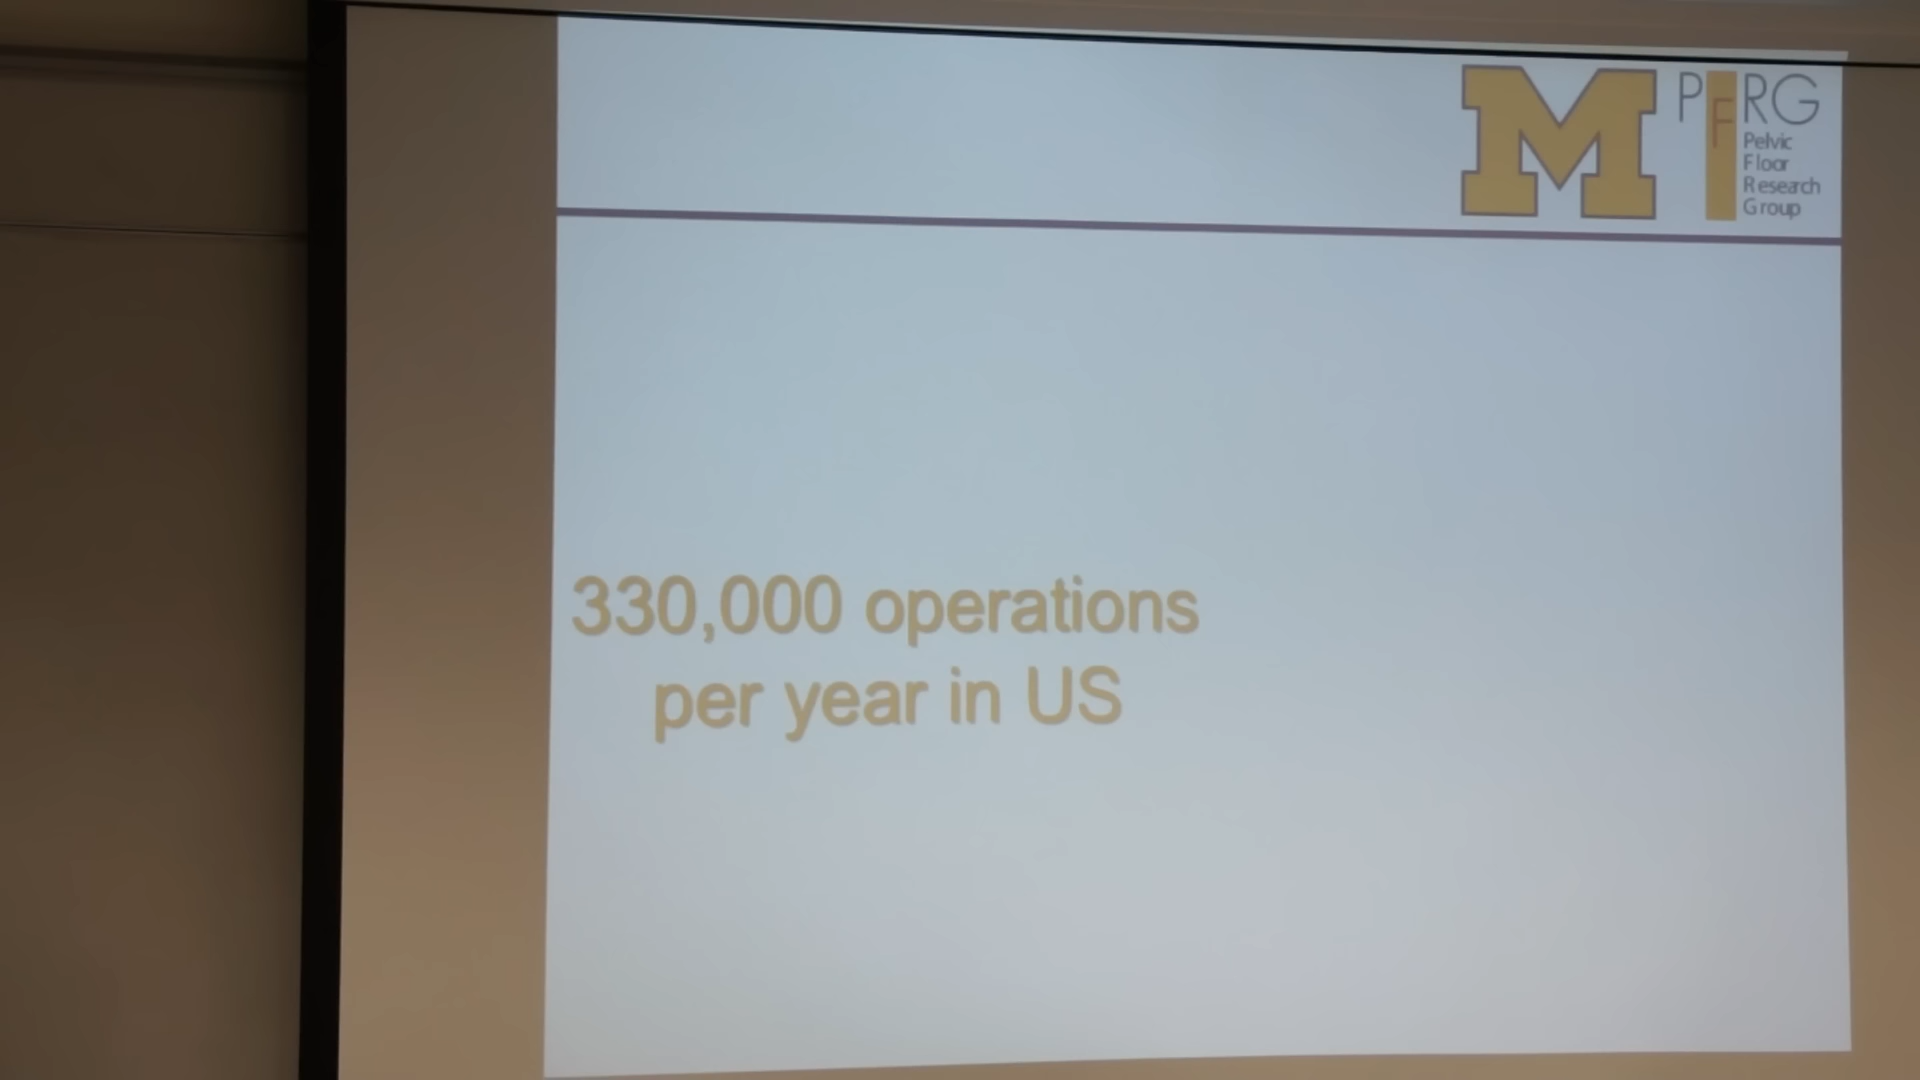 M
PFRG
Pelvic
Floor
Research
Group
330,000 operations
per year in US